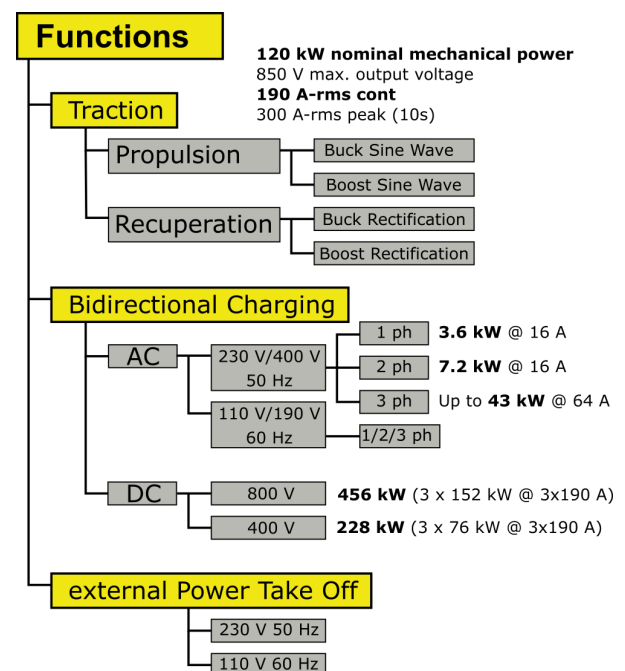 Functions
120 kW nominal mechanical power
850 V max. output voltage
190 A-rms cont
300 A-rms peak (10s)
Traction
Propulsion
Buck Sine Wave
Boost Sine Wave
Recuperation
Buck Rectification
Boost Rectification
Bidirectional Charging
AC
230 V/400 V
50 Hz
1 ph
3.6 kW @ 16 A
2 ph
7.2 kW @ 16 A
3 ph
Up to 43 kW @ 64 A
110 V/190 V
60 Hz
1/2/3 ph
DC
800 V
456 kW (3 x 152 kW @ 3x190 A)
400 V
228 kW (3 x 76 kW @ 3x190 A)
external Power Take Off
230 V 50 Hz
110 V 60 Hz